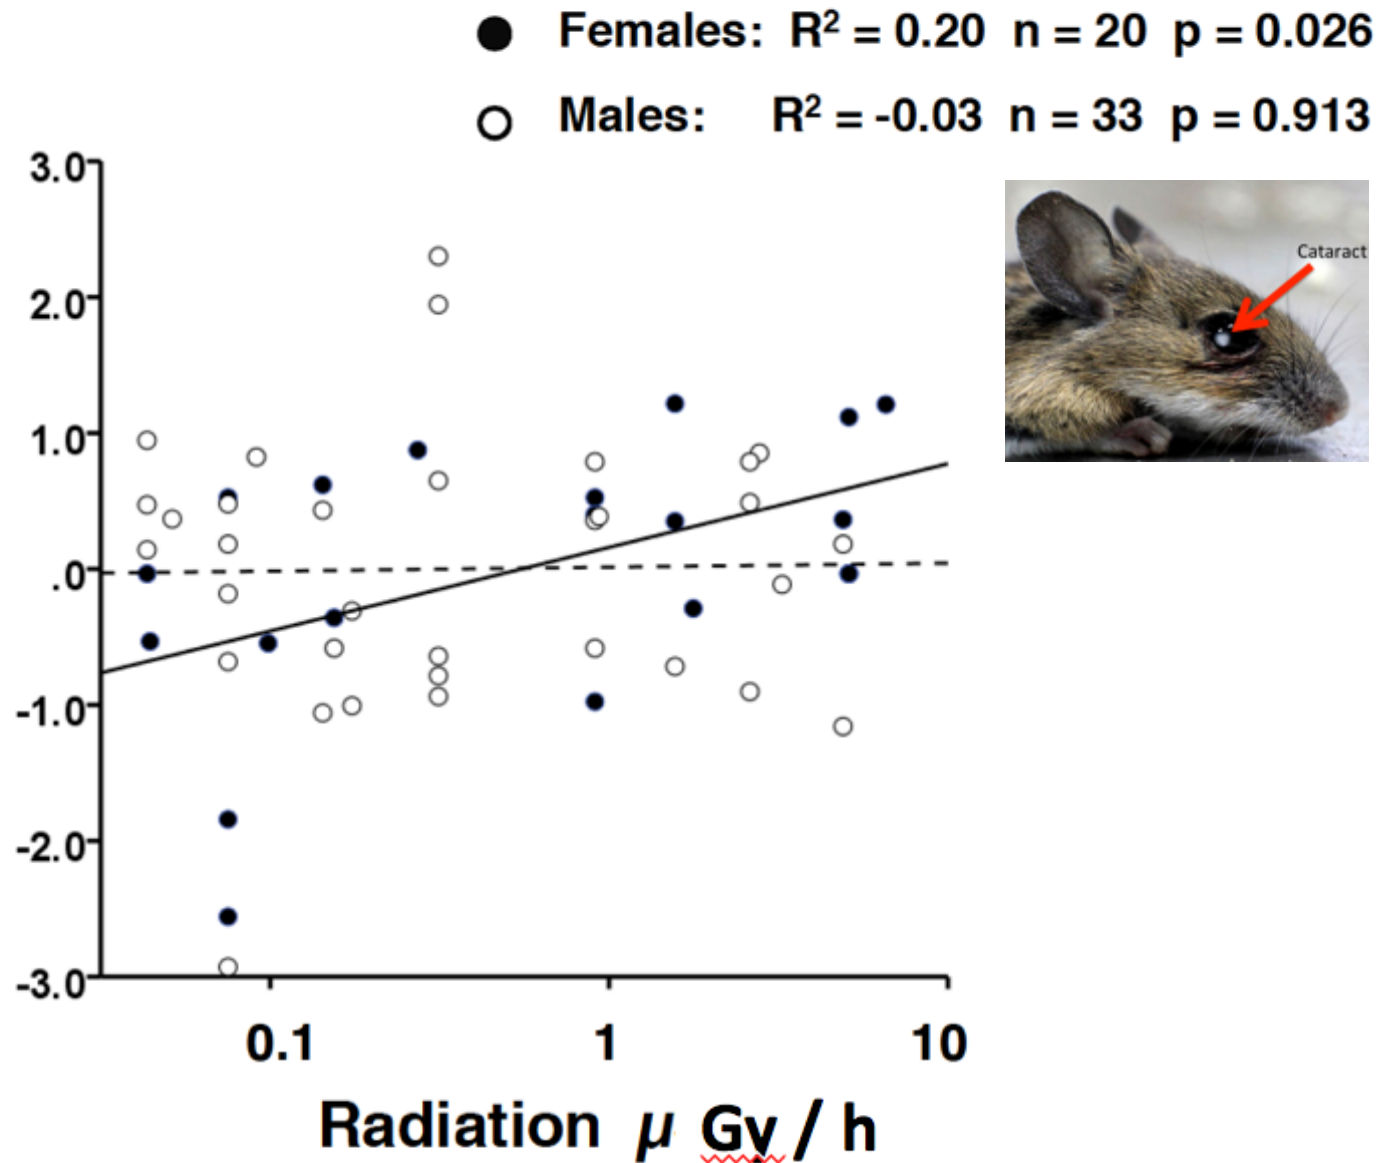 Females: R² = 0.20 n = 20 p = 0.026
Males: R² = -0.03 n = 33 p = 0.913
3.0
2.0
1.0
.0
-1.0
-2.0
-3.0
Cataract
0.1 1 10
Radiation μ Gy / h